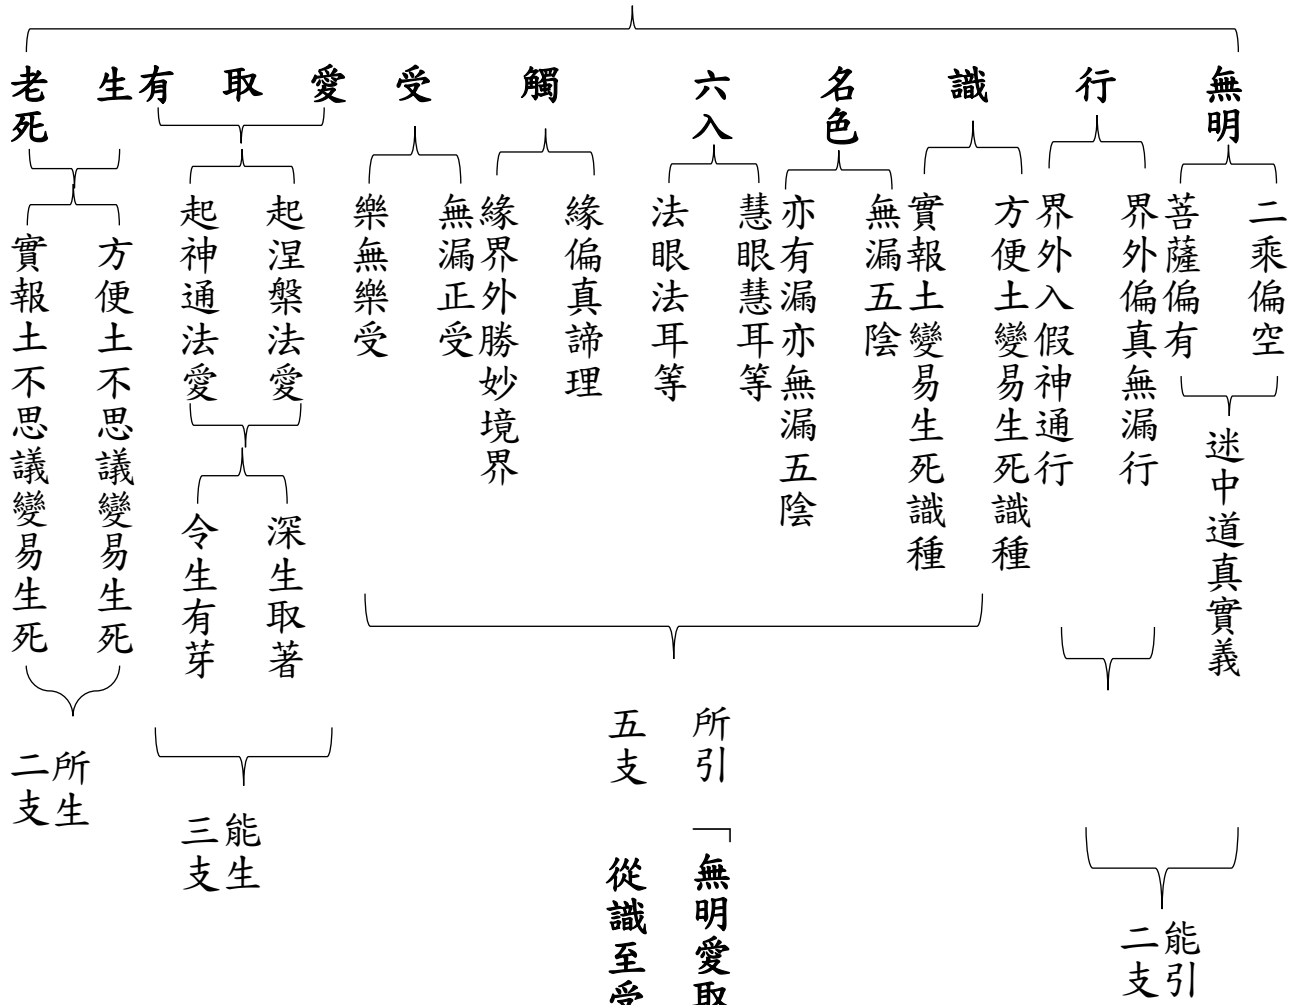 無明
行
識
名色
六入
觸
受
愛
取
有
生
老死
二乘偏空
菩薩偏有
界外偏真無漏行
界外入假神通行
方便土變易生死識種
實報土變易生死識種
無漏五陰
亦有漏亦無漏五陰
慧眼慧耳等
法眼法耳等
緣偏真諦理
緣界外勝妙境界
無漏正受
樂無樂受
起涅槃法愛
起神通法愛
方便土不思議變易生死
實報土不思議變易生死
迷中道真實義
深生取著
令生有芽
所引
五支
能生
三支
所生
二支
能引
二支
無明愛取
從識至受